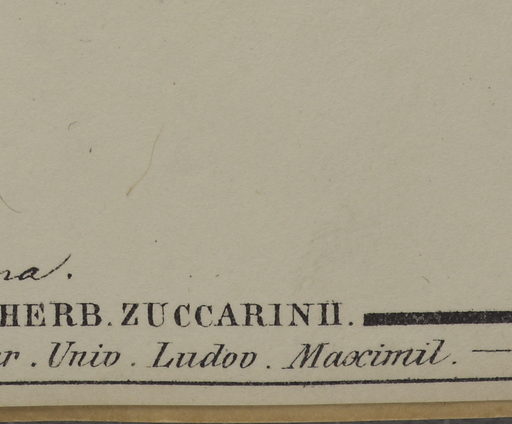 na.
HERB. ZUCCARINII.
r. Univ. Ludov. Maximil.